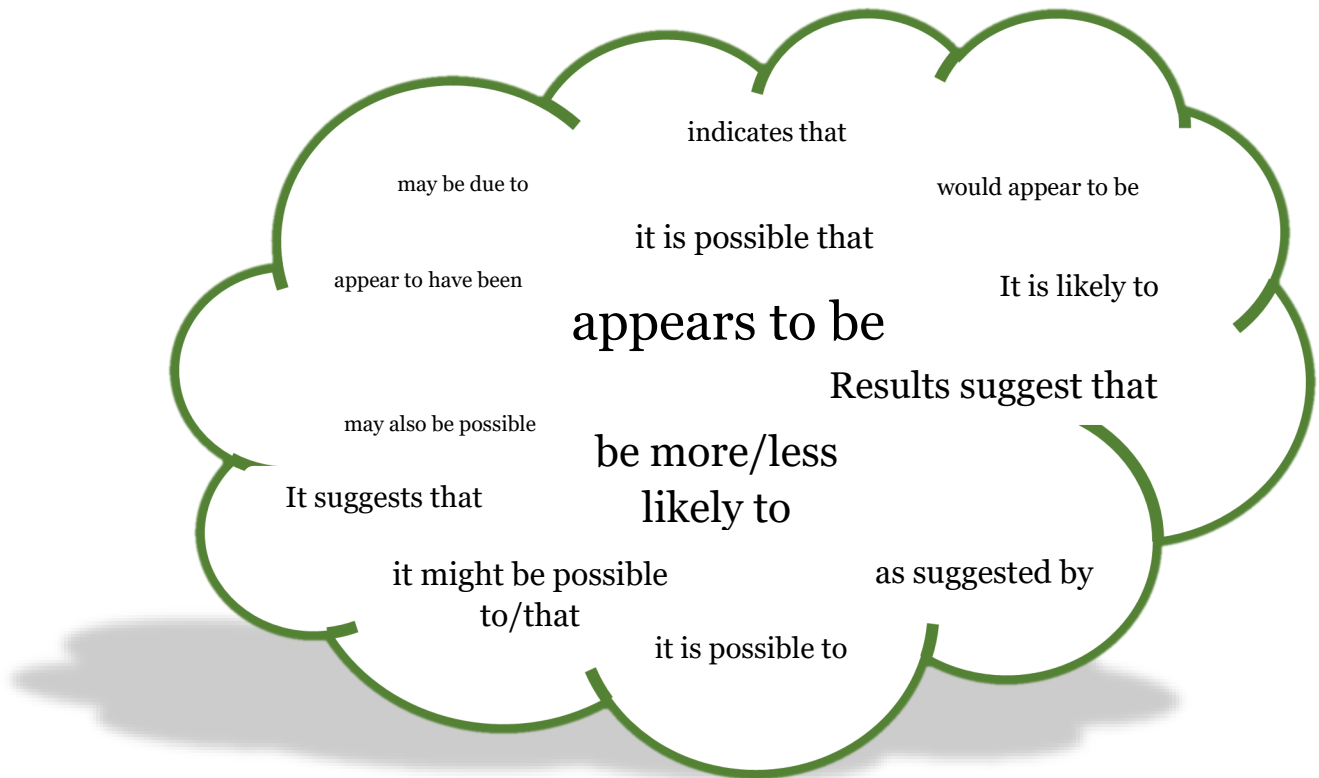 indicates that
may be due to
would appear to be
it is possible that
appear to have been
It is likely to
appears to be
Results suggest that
may also be possible
be more/less
likely to
It suggests that
it might be possible
to/that
as suggested by
it is possible to